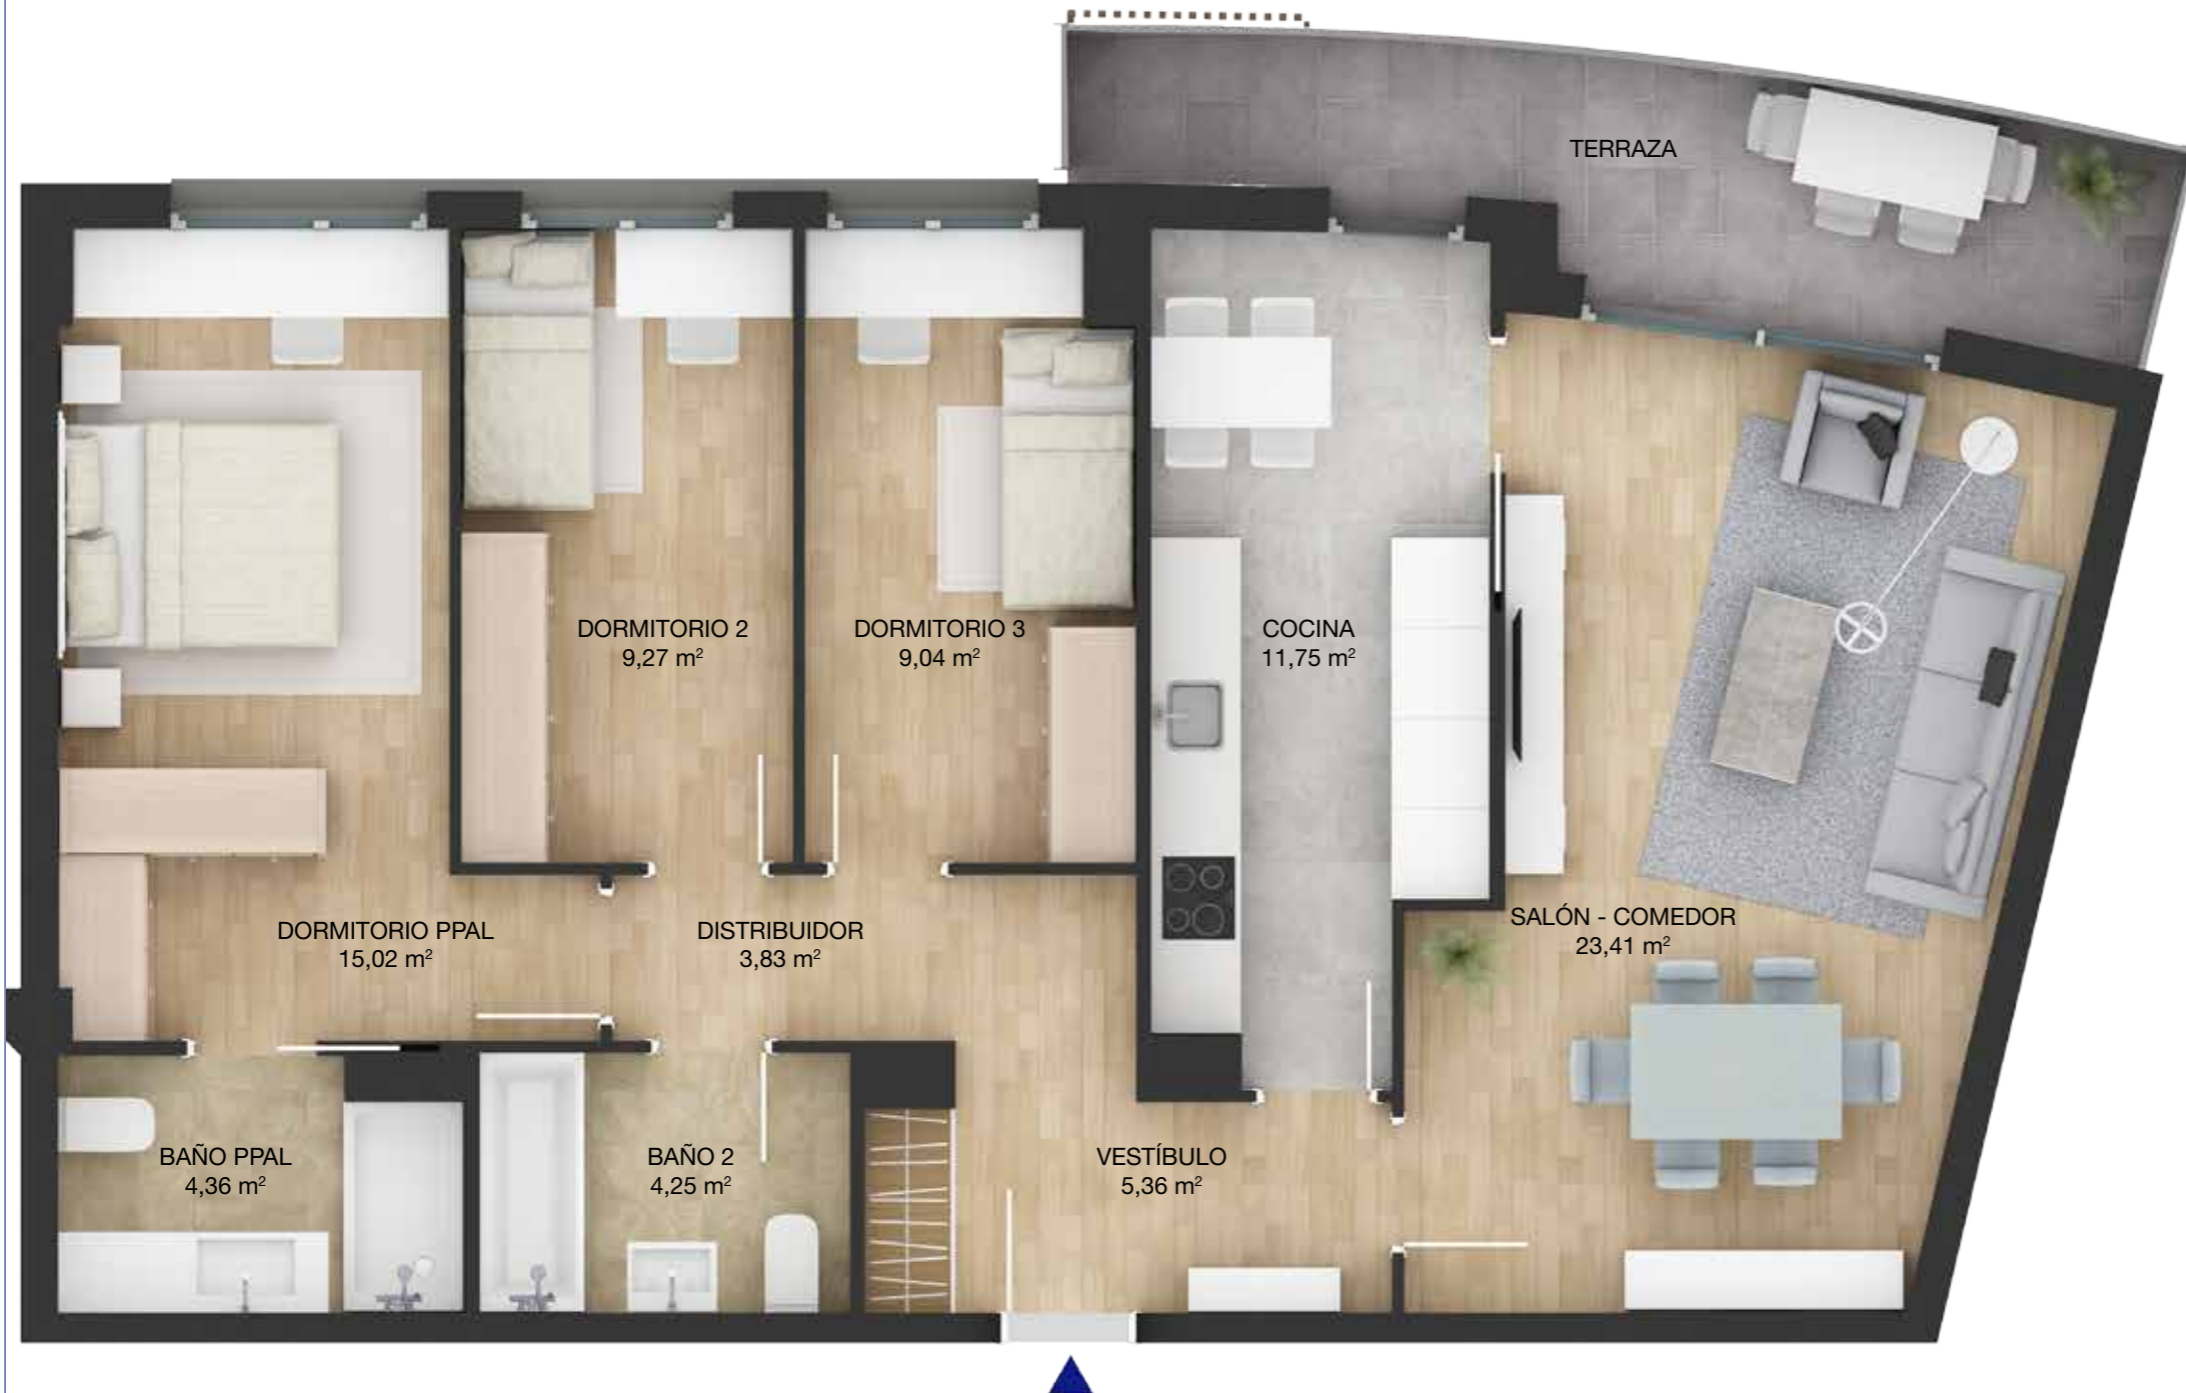 TERRAZA
DORMITORIO 2
9,27 m²
DORMITORIO 3
9,04 m²
COCINA
11,75 m²
DORMITORIO PPAL
15,02 m²
DISTRIBUIDOR
3,83 m²
SALÓN - COMEDOR
23,41 m²
BAÑO PPAL
4,36 m²
BAÑO 2
4,25 m²
VESTÍBULO
5,36 m²